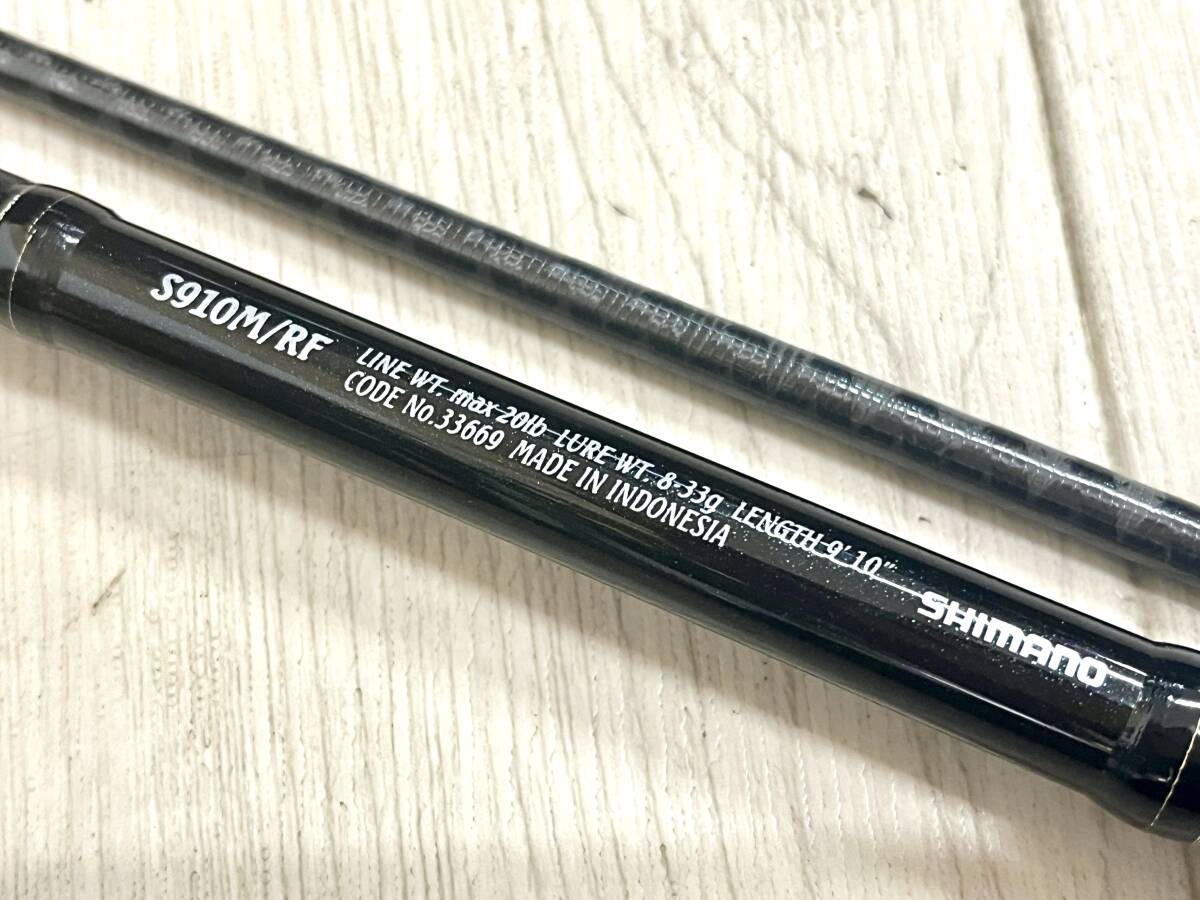 S910M/RF
LINE WT. max 20lb LURE WT. 8-33g LENGTH 9' 10"
CODE No.33669 MADE IN INDONESIA
SHIMANO